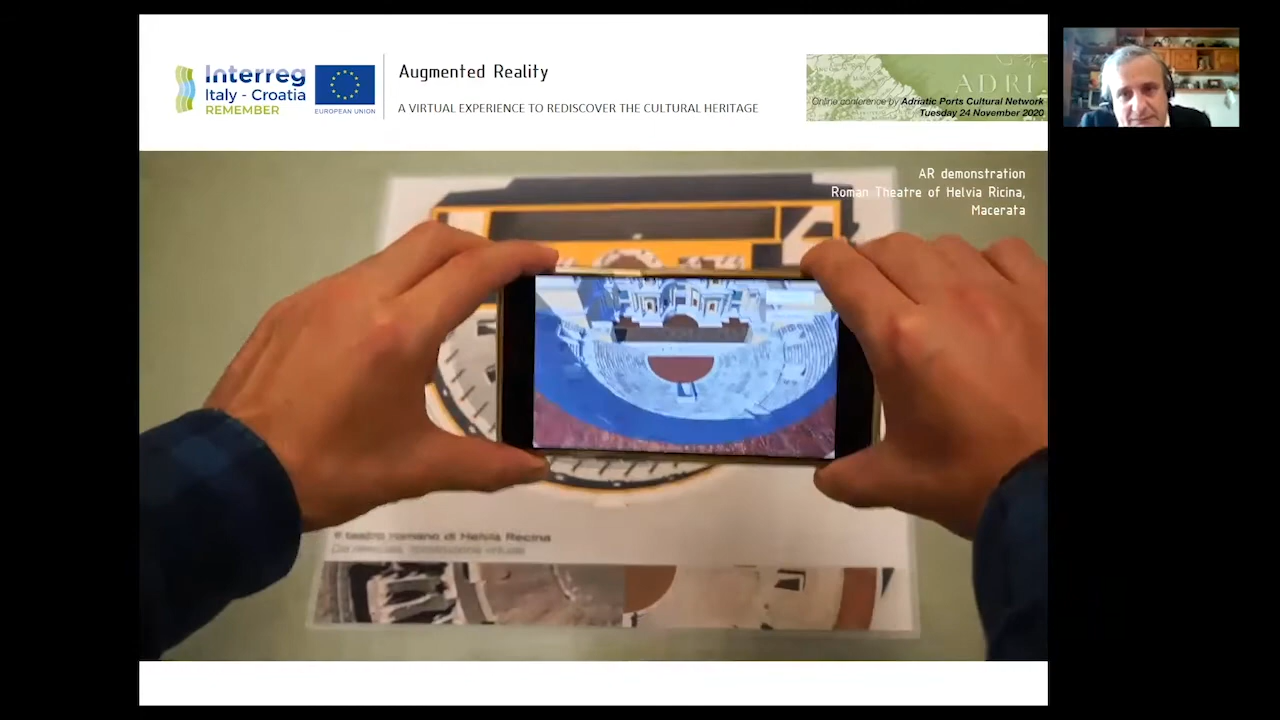 Interreg
Italy - Croatia
REMEMBER
EUROPEAN UNION
Augmented Reality
A VIRTUAL EXPERIENCE TO REDISCOVER THE CULTURAL HERITAGE
ADRI
Online conference by Adriatic Ports Cultural Network
Tuesday 24 November 2020
AR demonstration
Roman Theatre of Helvia Ricina,
Macerata
Il teatro romano di Helvia Recina